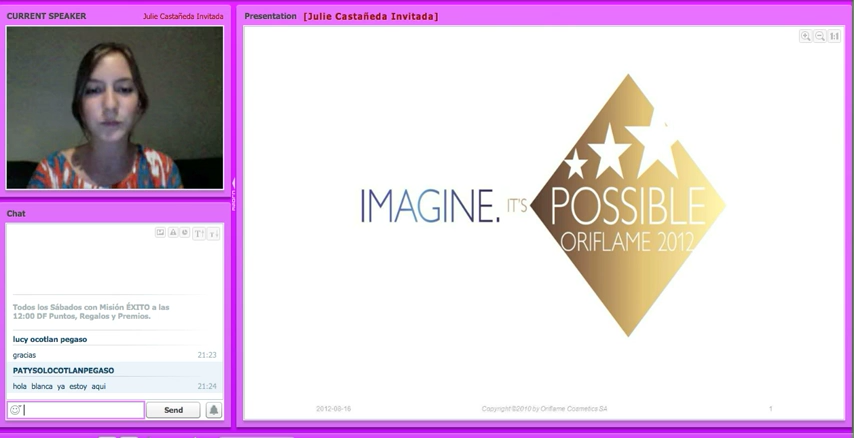 CURRENT SPEAKER
Julie Castañeda Invitada
Presentation [Julie Castañeda Invitada]
1:1
IMAGINE. IT'S POSSIBLE
ORIFLAME 2012
Chat
Todos los Sábados con Misión ÉXITO a las
12:00 DF Puntos, Regalos y Premios.
lucy ocotlan pegaso
gracias 21:23
PATYSOLOCOTLANPEGASO
hola blanca ya estoy aqui 21:24
Send
2012-08-16
Copyright ©2010 by Oriflame Cosmetics SA
1